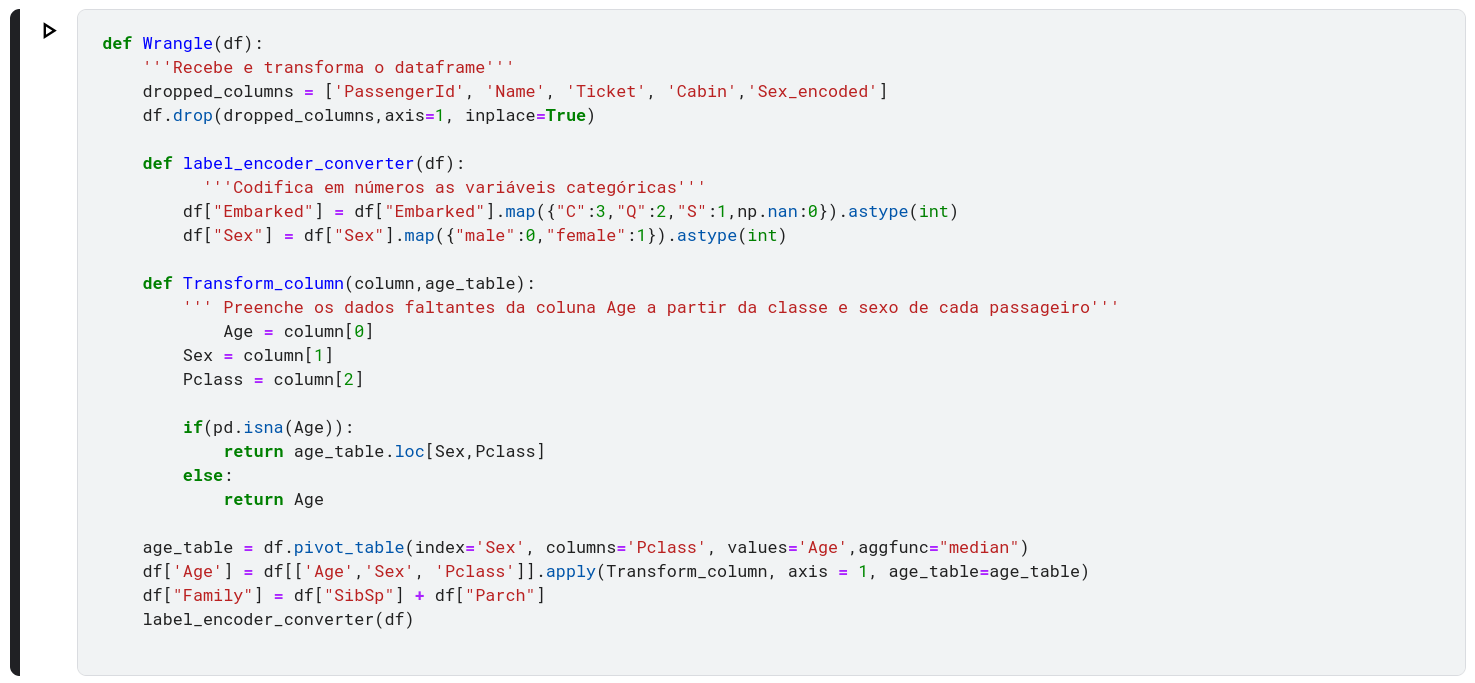 def Wrangle(df):
    '''Recebe e transforma o dataframe'''
    dropped_columns = ['PassengerId', 'Name', 'Ticket', 'Cabin','Sex_encoded']
    df.drop(dropped_columns,axis=1, inplace=True)

    def label_encoder_converter(df):
          '''Codifica em números as variáveis categóricas'''
        df["Embarked"] = df["Embarked"].map({"C":3,"Q":2,"S":1,np.nan:0}).astype(int)
        df["Sex"] = df["Sex"].map({"male":0,"female":1}).astype(int)

    def Transform_column(column,age_table):
        ''' Preenche os dados faltantes da coluna Age a partir da classe e sexo de cada passageiro'''
            Age = column[0]
        Sex = column[1]
        Pclass = column[2]

        if(pd.isna(Age)):
            return age_table.loc[Sex,Pclass]
        else:
            return Age

    age_table = df.pivot_table(index='Sex', columns='Pclass', values='Age',aggfunc="median")
    df['Age'] = df[['Age','Sex', 'Pclass']].apply(Transform_column, axis = 1, age_table=age_table)
    df["Family"] = df["SibSp"] + df["Parch"]
    label_encoder_converter(df)